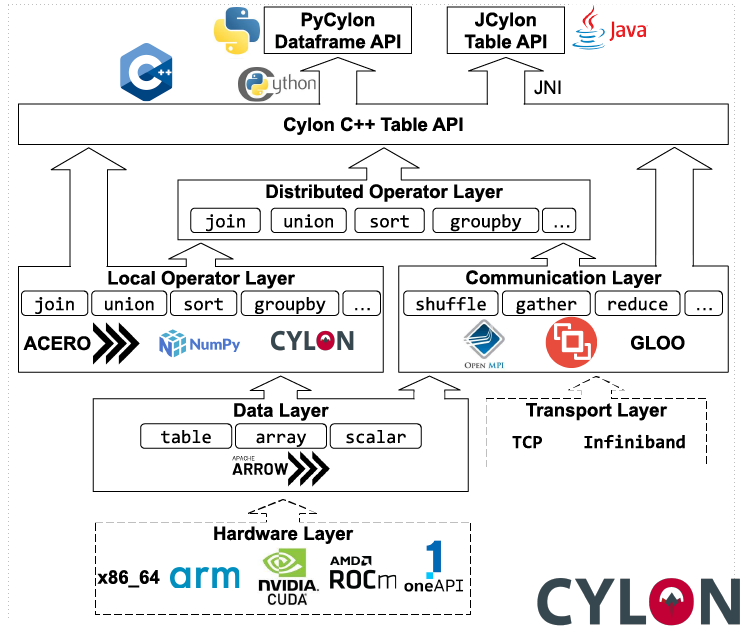 PyCylon
Dataframe API
JCylon
Table API
Java
C++
Cython
JNI
Cylon C++ Table API
Distributed Operator Layer
join union sort groupby ...
Local Operator Layer
join union sort groupby ...
ACERO NumPy CYLON
Communication Layer
shuffle gather reduce ...
OPEN MPI GLOO
Data Layer
table array scalar
APACHE
ARROW
Transport Layer
TCP Infiniband
Hardware Layer
x86_64 arm NVIDIA. CUDA AMD ROCm oneAPI
CYLON